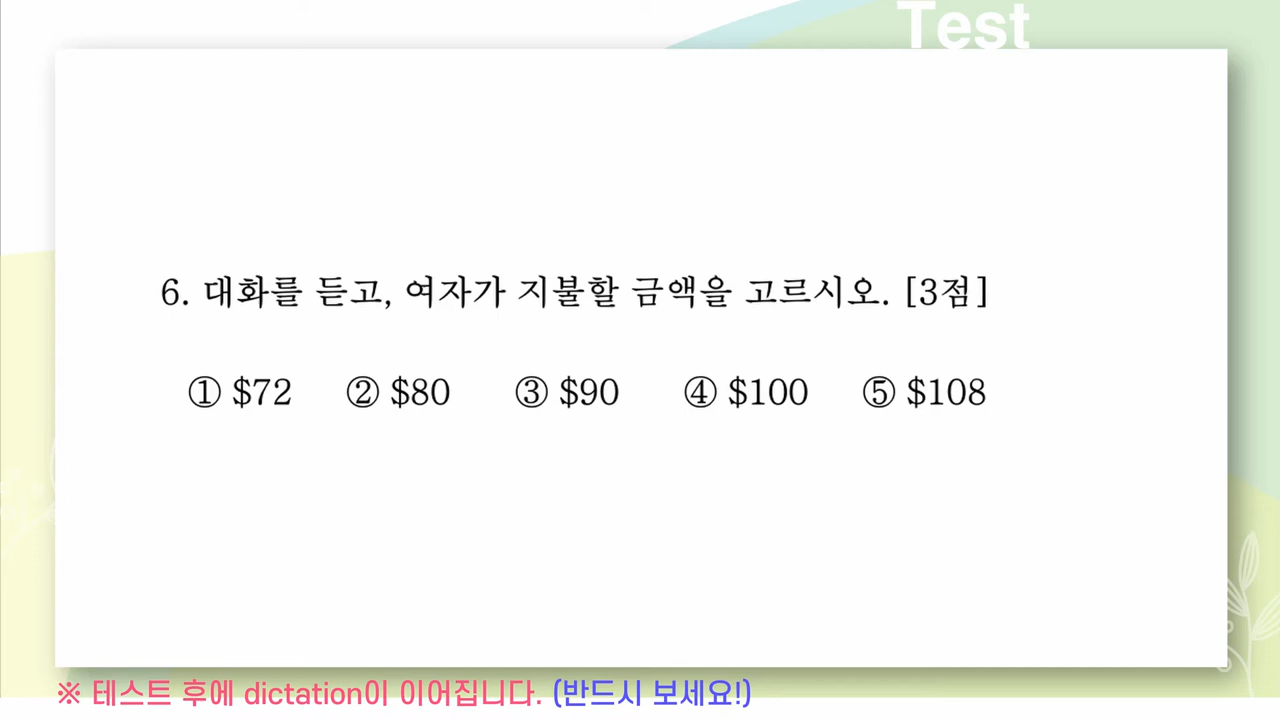 Test
6. 대화를 듣고, 여자가 지불할 금액을 고르시오. [3점]
① $72 ② $80 ③ $90 ④ $100 ⑤ $108
※ 테스트 후에 dictation이 이어집니다. (반드시 보세요!)